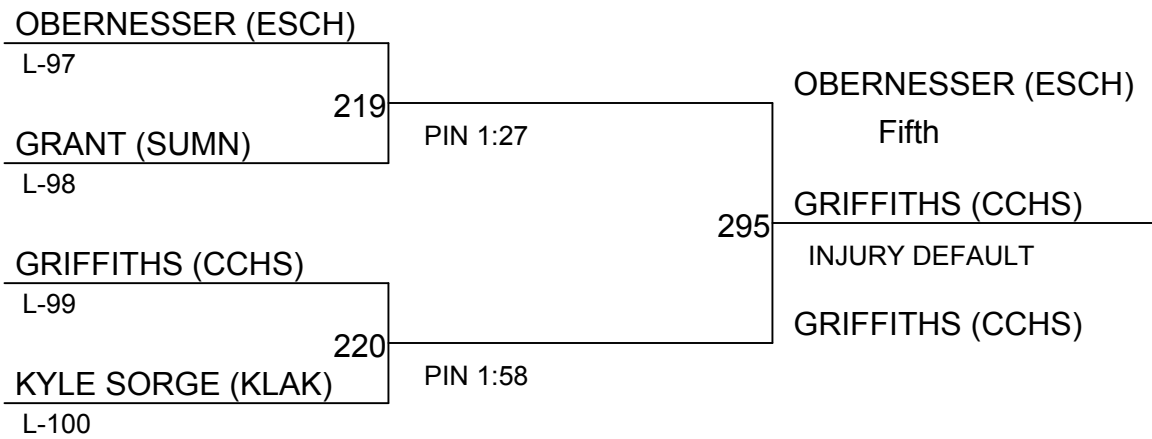 OBERNESSER (ESCH)
L-97
219
GRANT (SUMN)
L-98
PIN 1:27
GRIFFITHS (CCHS)
L-99
220
KYLE SORGE (KLAK)
L-100
PIN 1:58
OBERNESSER (ESCH)
Fifth
295
GRIFFITHS (CCHS)
INJURY DEFAULT
GRIFFITHS (CCHS)